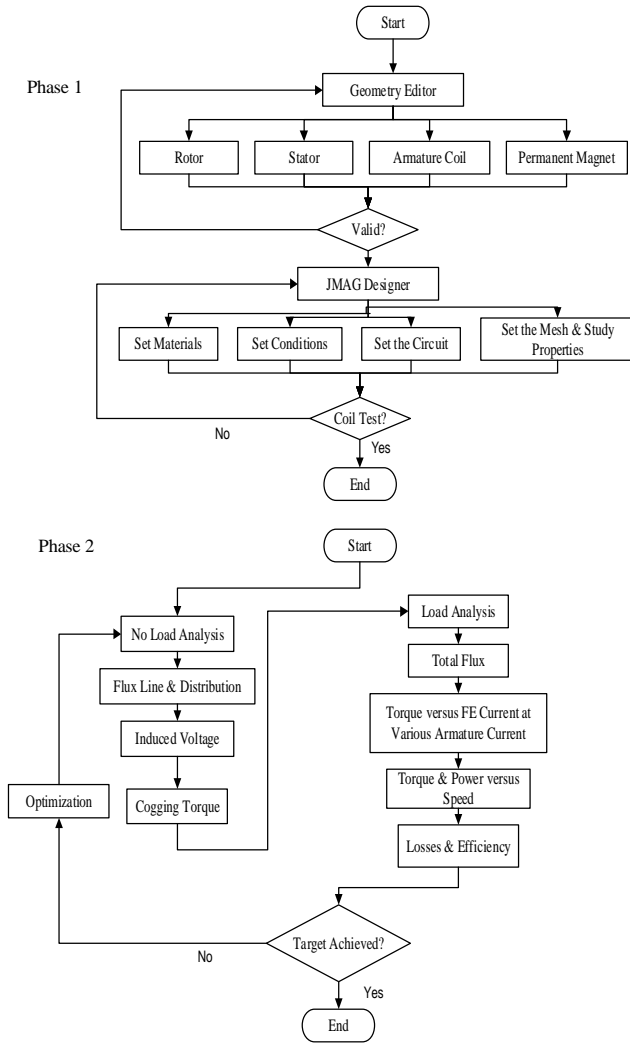 Start
Phase 1
Geometry Editor
Rotor
Stator
Armature Coil
Permanent Magnet
Valid?
JMAG Designer
Set Materials
Set Conditions
Set the Circuit
Set the Mesh & Study
Properties
Coil Test?
No
Yes
End
Phase 2
Start
No Load Analysis
Flux Line & Distribution
Induced Voltage
Cogging Torque
Optimization
Load Analysis
Total Flux
Torque versus FE Current at
Various Armature Current
Torque & Power versus
Speed
Losses & Efficiency
Target Achieved?
No
Yes
End